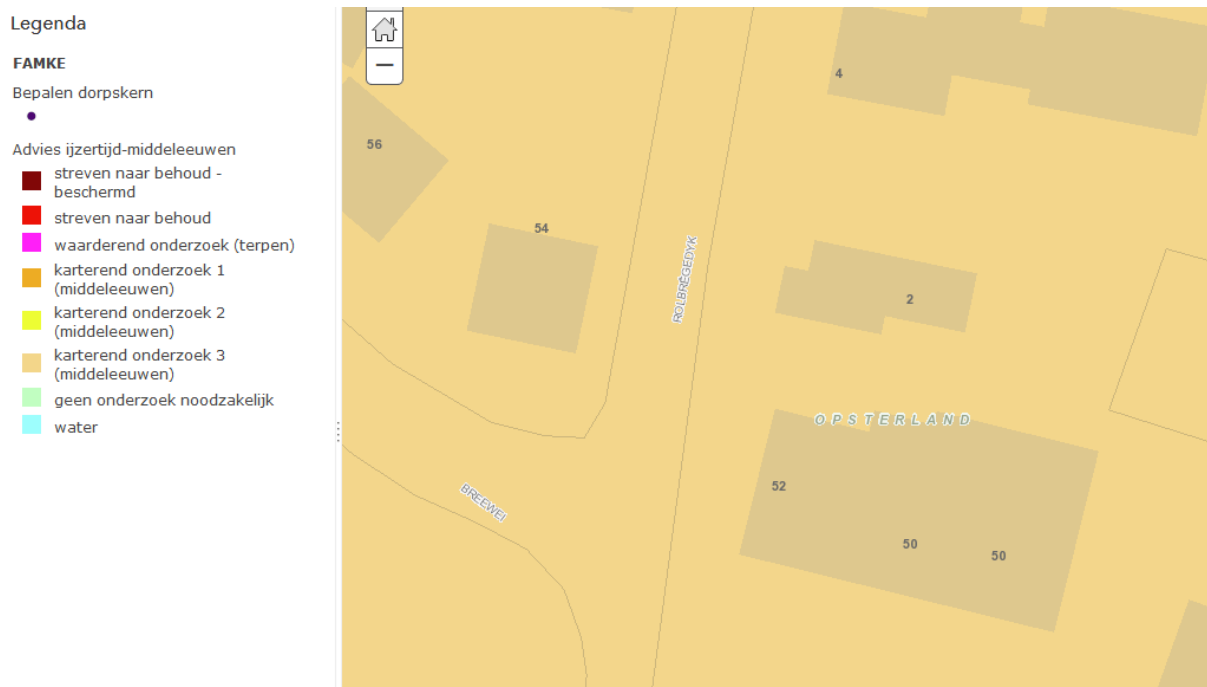 Legenda
FAMKE
Bepalen dorpskern
Advies ijzertijd-middeleeuwen
streven naar behoud -
beschermd
streven naar behoud
waarderend onderzoek (terpen)
karterend onderzoek 1
(middeleeuwen)
karterend onderzoek 2
(middeleeuwen)
karterend onderzoek 3
(middeleeuwen)
geen onderzoek noodzakelijk
water
4
56
54
ROLBRÉGEDYK
2
OPSTERLAND
52
BREEWEI
50
50